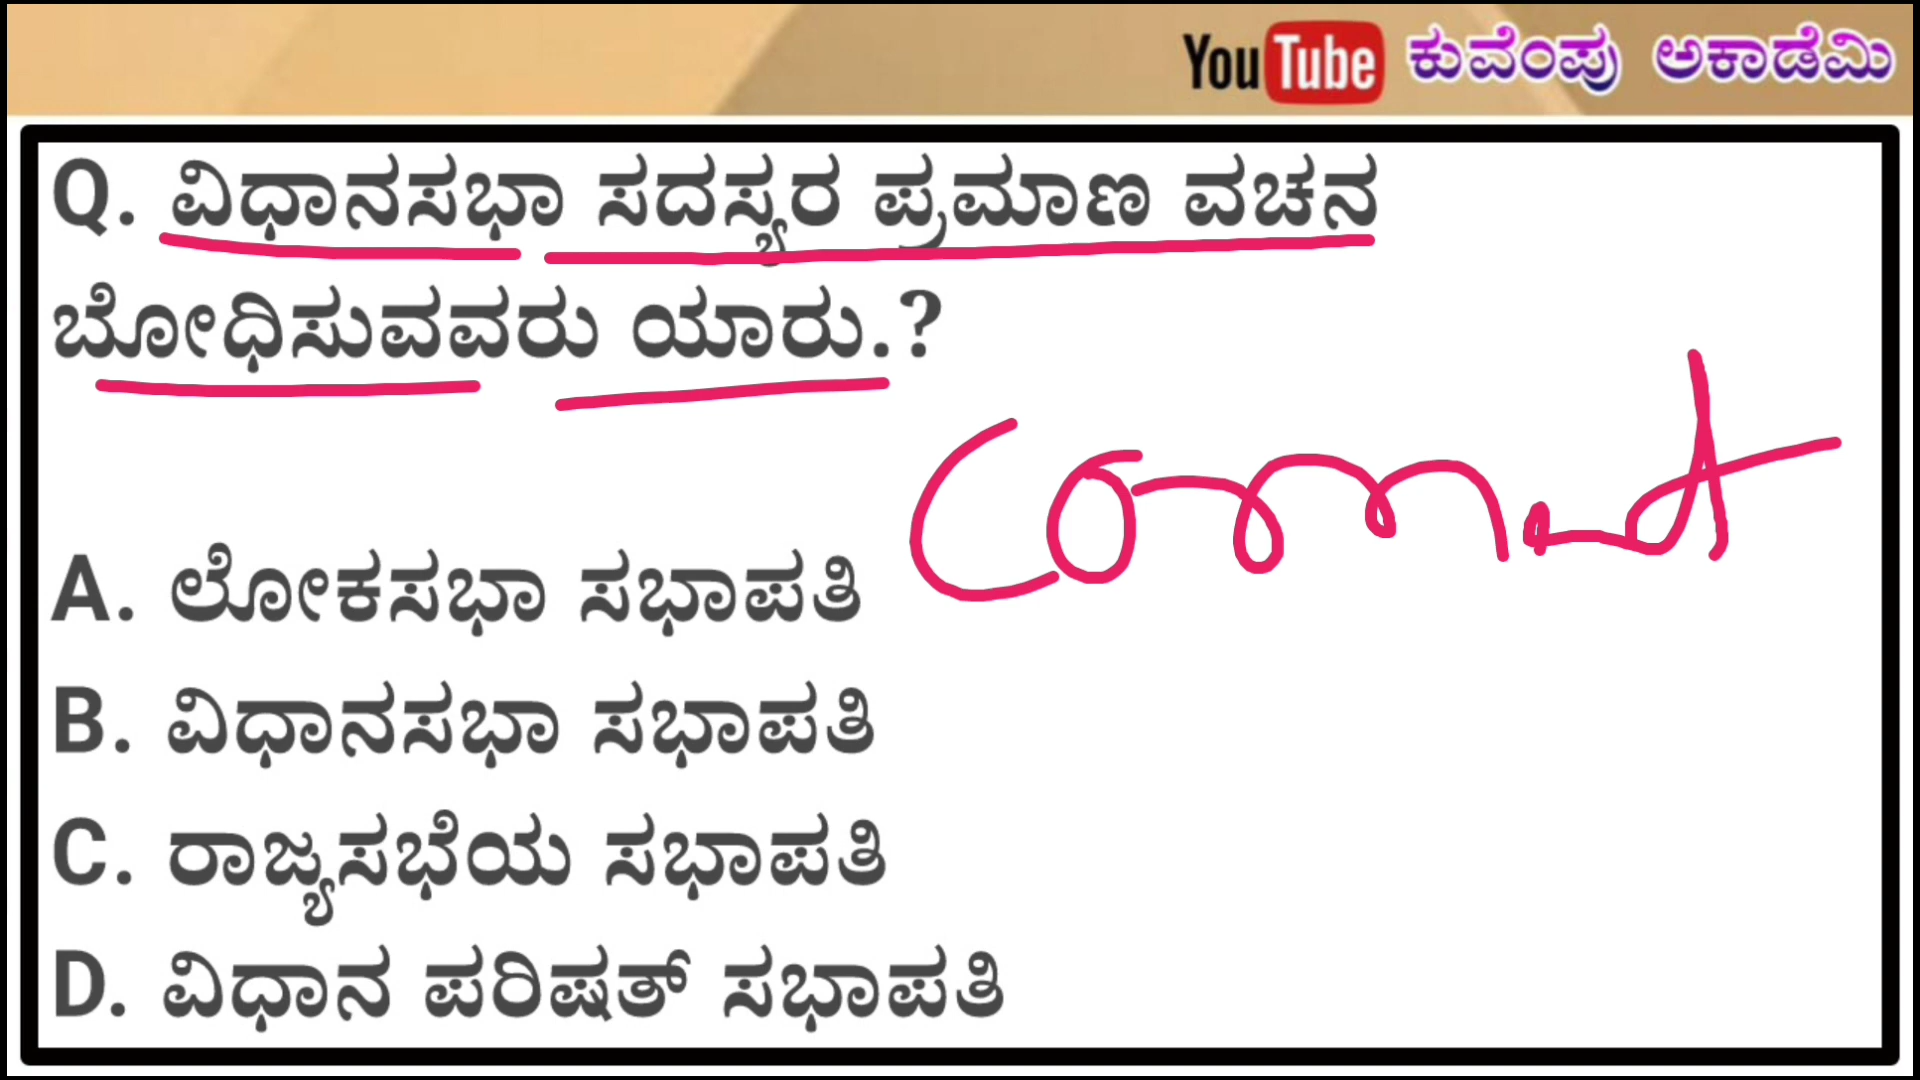 YouTube ಕುವೆಂಪು ಅಕಾಡೆಮಿ
Q. ವಿಧಾನಸಭಾ ಸದಸ್ಯರ ಪ್ರಮಾಣ ವಚನ
ಬೋಧಿಸುವವರು ಯಾರು.?
Comment
A. ಲೋಕಸಭಾ ಸಭಾಪತಿ
B. ವಿಧಾನಸಭಾ ಸಭಾಪತಿ
C. ರಾಜ್ಯಸಭೆಯ ಸಭಾಪತಿ
D. ವಿಧಾನ ಪರಿಷತ್ ಸಭಾಪತಿ